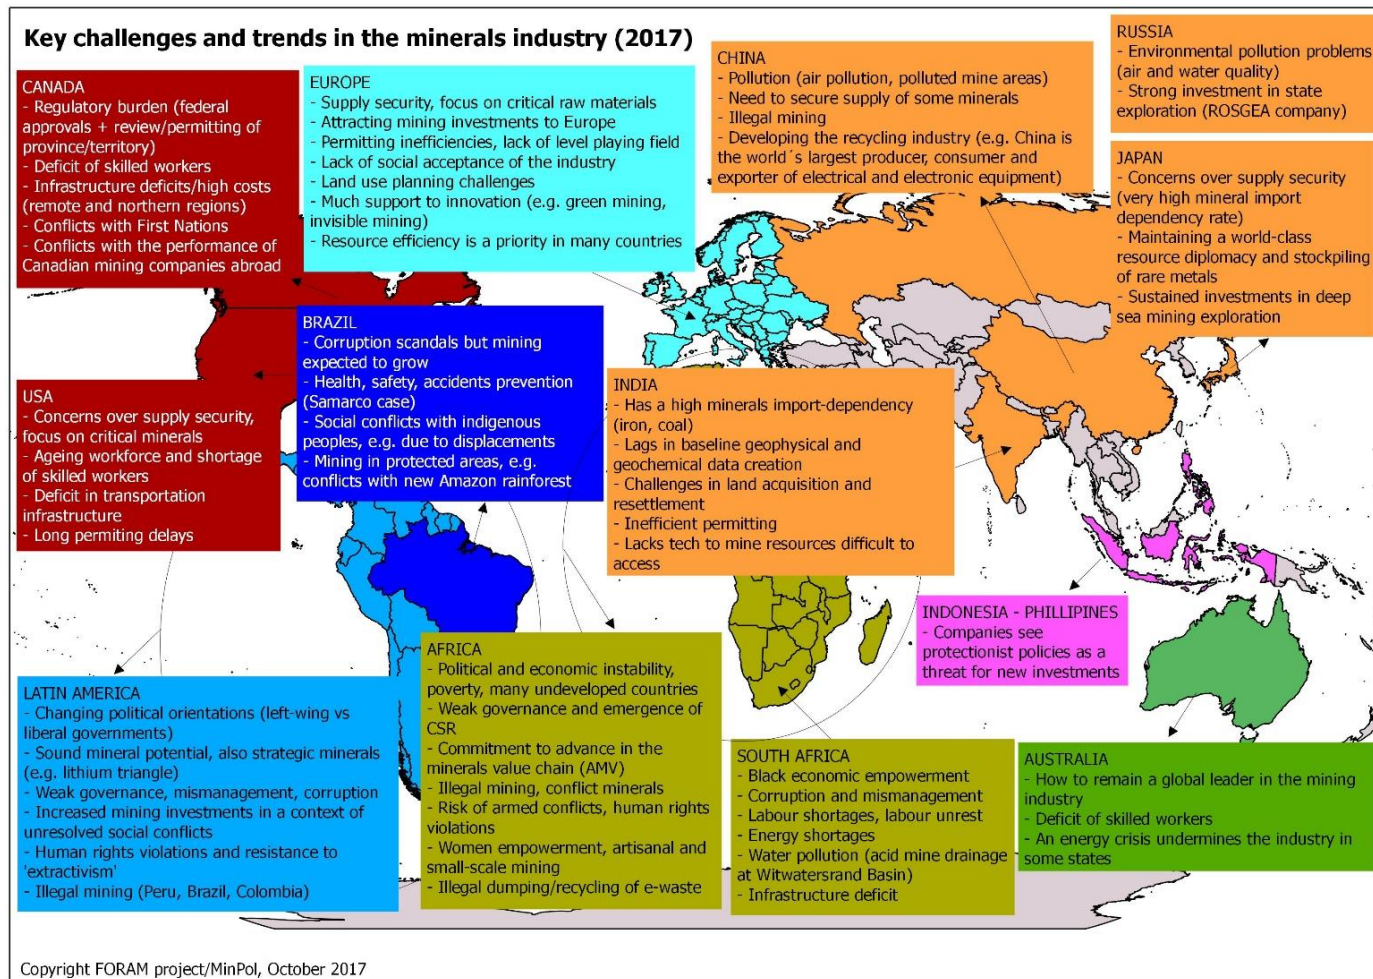 Key challenges and trends in the minerals industry (2017)
CANADA
- Regulatory burden (federal
approvals + review/permitting of
province/territory)
- Deficit of skilled workers
- Infrastructure deficits/high costs
(remote and northern regions)
- Conflicts with First Nations
- Conflicts with the performance of
Canadian mining companies abroad
EUROPE
- Supply security, focus on critical raw materials
- Attracting mining investments to Europe
- Permitting inefficiencies, lack of level playing field
- Lack of social acceptance of the industry
- Land use planning challenges
- Much support to innovation (e.g. green mining,
invisible mining)
- Resource efficiency is a priority in many countries
CHINA
- Pollution (air pollution, polluted mine areas)
- Need to secure supply of some minerals
- Illegal mining
- Developing the recycling industry (e.g. China is
the world´s largest producer, consumer and
exporter of electrical and electronic equipment)
RUSSIA
- Environmental pollution problems
(air and water quality)
- Strong investment in state
exploration (ROSGEA company)
JAPAN
- Concerns over supply security
(very high mineral import
dependency rate)
- Maintaining a world-class
resource diplomacy and stockpiling
of rare metals
- Sustained investments in deep
sea mining exploration
BRAZIL
- Corruption scandals but mining
expected to grow
- Health, safety, accidents prevention
(Samarco case)
- Social conflicts with indigenous
peoples, e.g. due to displacements
- Mining in protected areas, e.g.
conflicts with new Amazon rainforest
USA
- Concerns over supply security,
focus on critical minerals
- Ageing workforce and shortage
of skilled workers
- Deficit in transportation
infrastructure
- Long permiting delays
INDIA
- Has a high minerals import-dependency
(iron, coal)
- Lags in baseline geophysical and
geochemical data creation
- Challenges in land acquisition and
resettlement
- Inefficient permitting
- Lacks tech to mine resources difficult to
access
INDONESIA - PHILLIPINES
- Companies see
protectionist policies as a
threat for new investments
LATIN AMERICA
- Changing political orientations (left-wing vs
liberal governments)
- Sound mineral potential, also strategic minerals
(e.g. lithium triangle)
- Weak governance, mismanagement, corruption
- Increased mining investments in a context of
unresolved social conflicts
- Human rights violations and resistance to
'extractivism'
- Illegal mining (Peru, Brazil, Colombia)
AFRICA
- Political and economic instability,
poverty, many undeveloped countries
- Weak governance and emergence of
CSR
- Commitment to advance in the
minerals value chain (AMV)
- Illegal mining, conflict minerals
- Risk of armed conflicts, human rights
violations
- Women empowerment, artisanal and
small-scale mining
- Illegal dumping/recycling of e-waste
SOUTH AFRICA
- Black economic empowerment
- Corruption and mismanagement
- Labour shortages, labour unrest
- Energy shortages
- Water pollution (acid mine drainage
at Witwatersrand Basin)
- Infrastructure deficit
AUSTRALIA
- How to remain a global leader in the mining
industry
- Deficit of skilled workers
- An energy crisis undermines the industry in
some states
Copyright FORAM project/MinPol, October 2017